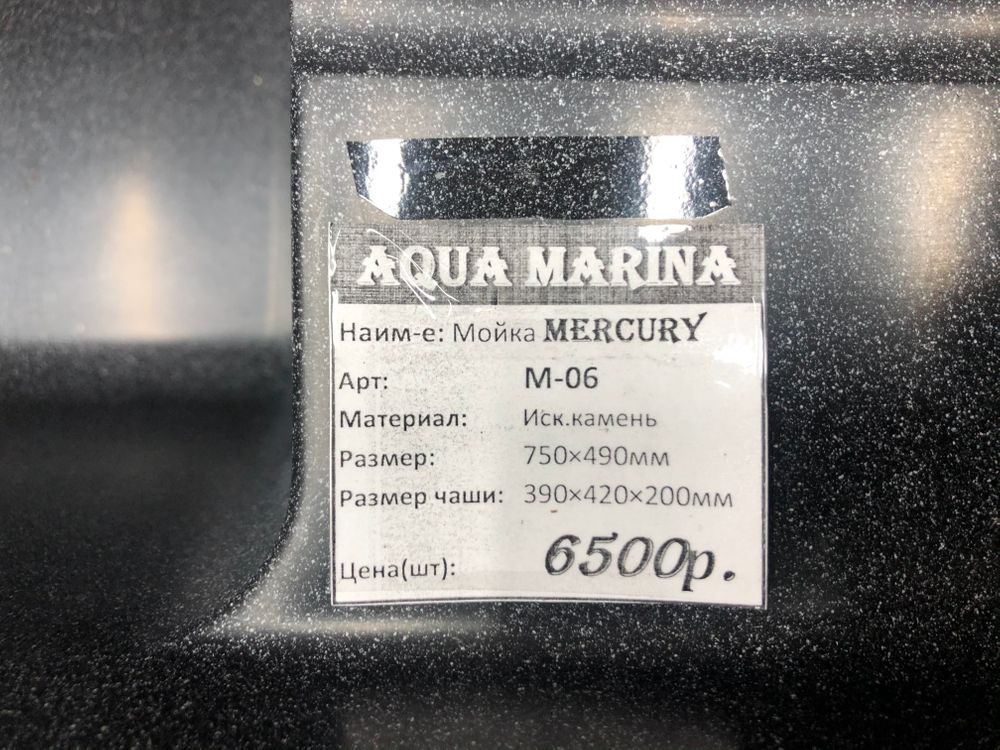 AQUA MARINA
Наим-е: Мойка MERCURY
Арт: М-06
Материал: Иск.камень
Размер: 750×490мм
Размер чаши: 390×420×200мм
Цена(шт): 6500р.